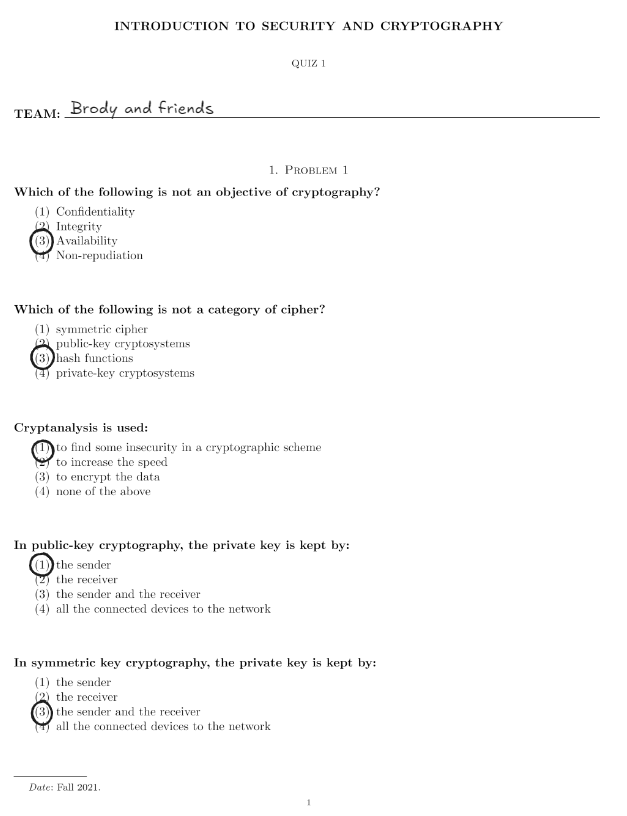 INTRODUCTION TO SECURITY AND CRYPTOGRAPHY
QUIZ 1
TEAM: Brody and friends
1. Problem 1
Which of the following is not an objective of cryptography?
(1) Confidentiality
(2) Integrity
(3) Availability
(4) Non-repudiation
Which of the following is not a category of cipher?
(1) symmetric cipher
(2) public-key cryptosystems
(3) hash functions
(4) private-key cryptosystems
Cryptanalysis is used:
(1) to find some insecurity in a cryptographic scheme
(2) to increase the speed
(3) to encrypt the data
(4) none of the above
In public-key cryptography, the private key is kept by:
(1) the sender
(2) the receiver
(3) the sender and the receiver
(4) all the connected devices to the network
In symmetric key cryptography, the private key is kept by:
(1) the sender
(2) the receiver
(3) the sender and the receiver
(4) all the connected devices to the network
Date: Fall 2021.
1